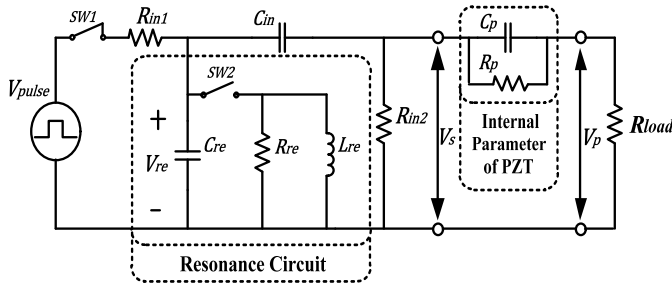 SW1
Rin1
Cin
Cp
Rp
SW2
Vpulse
+
Vre
−
Cre
Rre
Lre
Rin2
Vs
Internal
Parameter
of PZT
Vp
Rload
Resonance Circuit